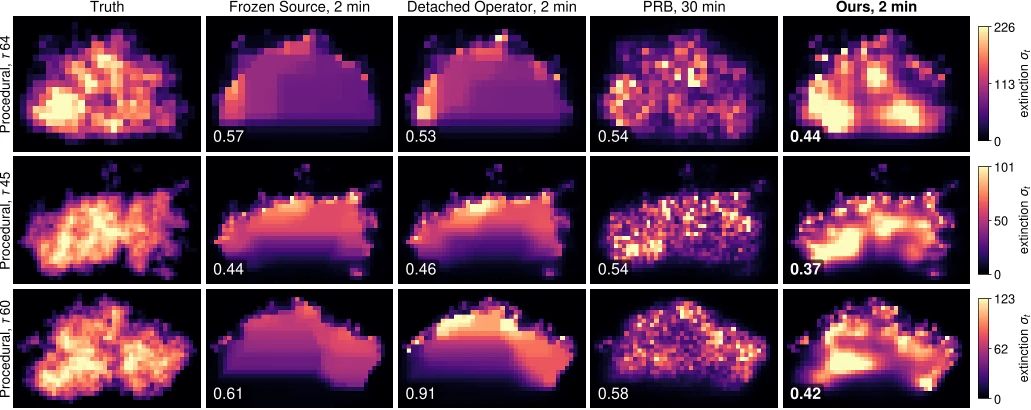 Truth
Frozen Source, 2 min
Detached Operator, 2 min
PRB, 30 min
Ours, 2 min
Procedural, τ 64
0.57
0.53
0.54
0.44
226
113
0
extinction σt
Procedural, τ 45
0.44
0.46
0.54
0.37
101
50
0
extinction σt
Procedural, τ 60
0.61
0.91
0.58
0.42
123
62
0
extinction σt